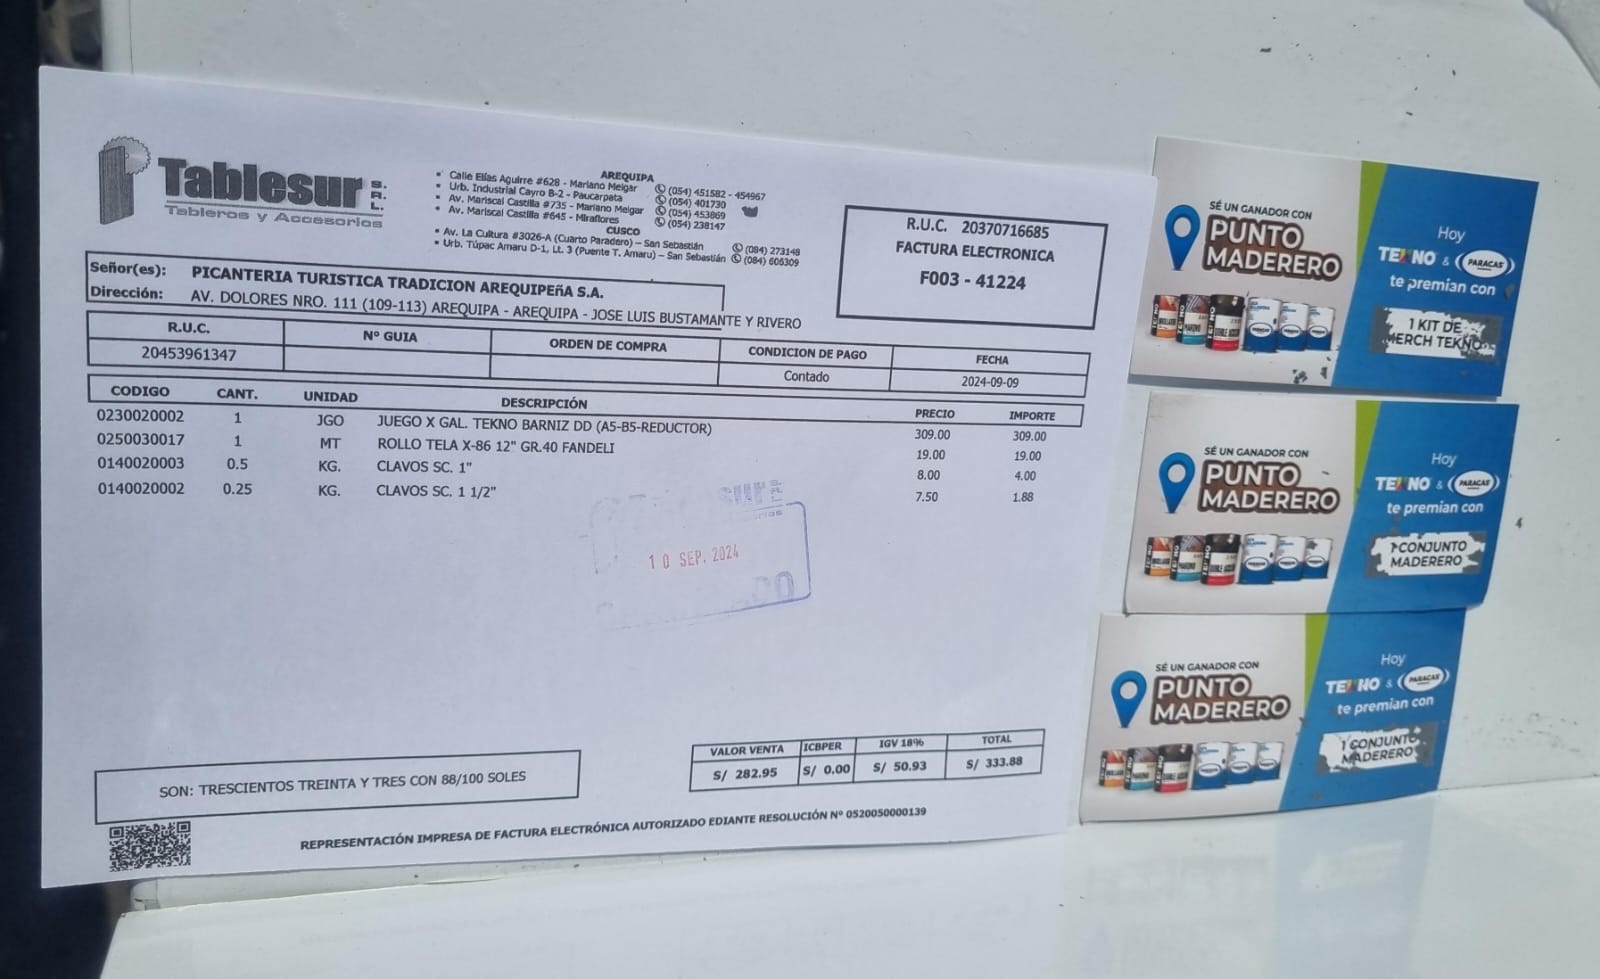 Tablesur S.R.L.
Tableros y Accesorios
AREQUIPA
• Calle Elías Aguirre #628 - Mariano Melgar (054) 451582 - 454967
• Urb. Industrial Cayro B-2 - Paucarpata (054) 401730
• Av. Mariscal Castilla #735 - Mariano Melgar (054) 453869
• Av. Mariscal Castilla #645 - Miraflores (054) 238147
CUSCO
• Av. La Cultura #3026-A (Cuarto Paradero) – San Sebastián (084) 273148
• Urb. Túpac Amaru D-1, Lt. 3 (Puente T. Amaru) – San Sebastián (084) 606309
R.U.C. 20370716685
FACTURA ELECTRONICA
F003 - 41224
Señor(es): PICANTERIA TURISTICA TRADICION AREQUIPEñA S.A.
Dirección: AV. DOLORES NRO. 111 (109-113) AREQUIPA - AREQUIPA - JOSE LUIS BUSTAMANTE Y RIVERO
R.U.C. Nº GUIA ORDEN DE COMPRA CONDICION DE PAGO FECHA
20453961347 Contado 2024-09-09
CODIGO CANT. UNIDAD DESCRIPCIÓN PRECIO IMPORTE
0230020002 1 JGO JUEGO X GAL. TEKNO BARNIZ DD (A5-B5-REDUCTOR) 309.00 309.00
0250030017 1 MT ROLLO TELA X-86 12" GR.40 FANDELI 19.00 19.00
0140020003 0.5 KG. CLAVOS SC. 1" 8.00 4.00
0140020002 0.25 KG. CLAVOS SC. 1 1/2" 7.50 1.88
10 SEP. 2024
VALOR VENTA ICBPER IGV 18% TOTAL
S/ 282.95 S/ 0.00 S/ 50.93 S/ 333.88
SON: TRESCIENTOS TREINTA Y TRES CON 88/100 SOLES
REPRESENTACIÓN IMPRESA DE FACTURA ELECTRÓNICA AUTORIZADO EDIANTE RESOLUCIÓN Nº 0520050000139
SÉ UN GANADOR CON
PUNTO
MADERERO
Hoy
TEKNO & PARACAS
te premian con
1 KIT DE
MERCH TEKNO
SÉ UN GANADOR CON
PUNTO
MADERERO
Hoy
TEKNO & PARACAS
te premian con
1 CONJUNTO
MADERERO
SÉ UN GANADOR CON
PUNTO
MADERERO
Hoy
TEKNO & PARACAS
te premian con
1 CONJUNTO
MADERERO